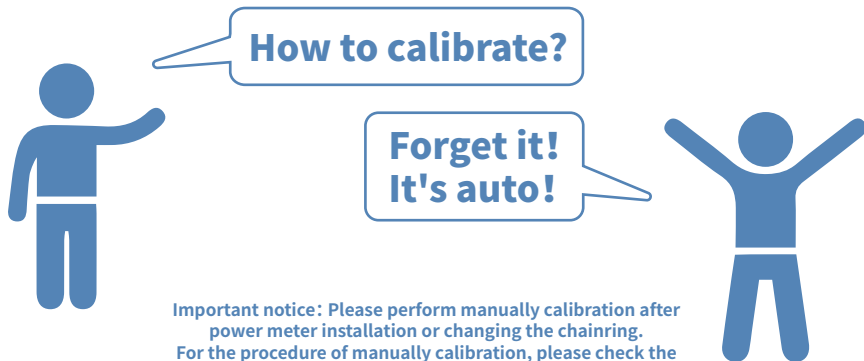 How to calibrate?
Forget it!
It's auto!
Important notice: Please perform manually calibration after
power meter installation or changing the chainring.
For the procedure of manually calibration, please check the